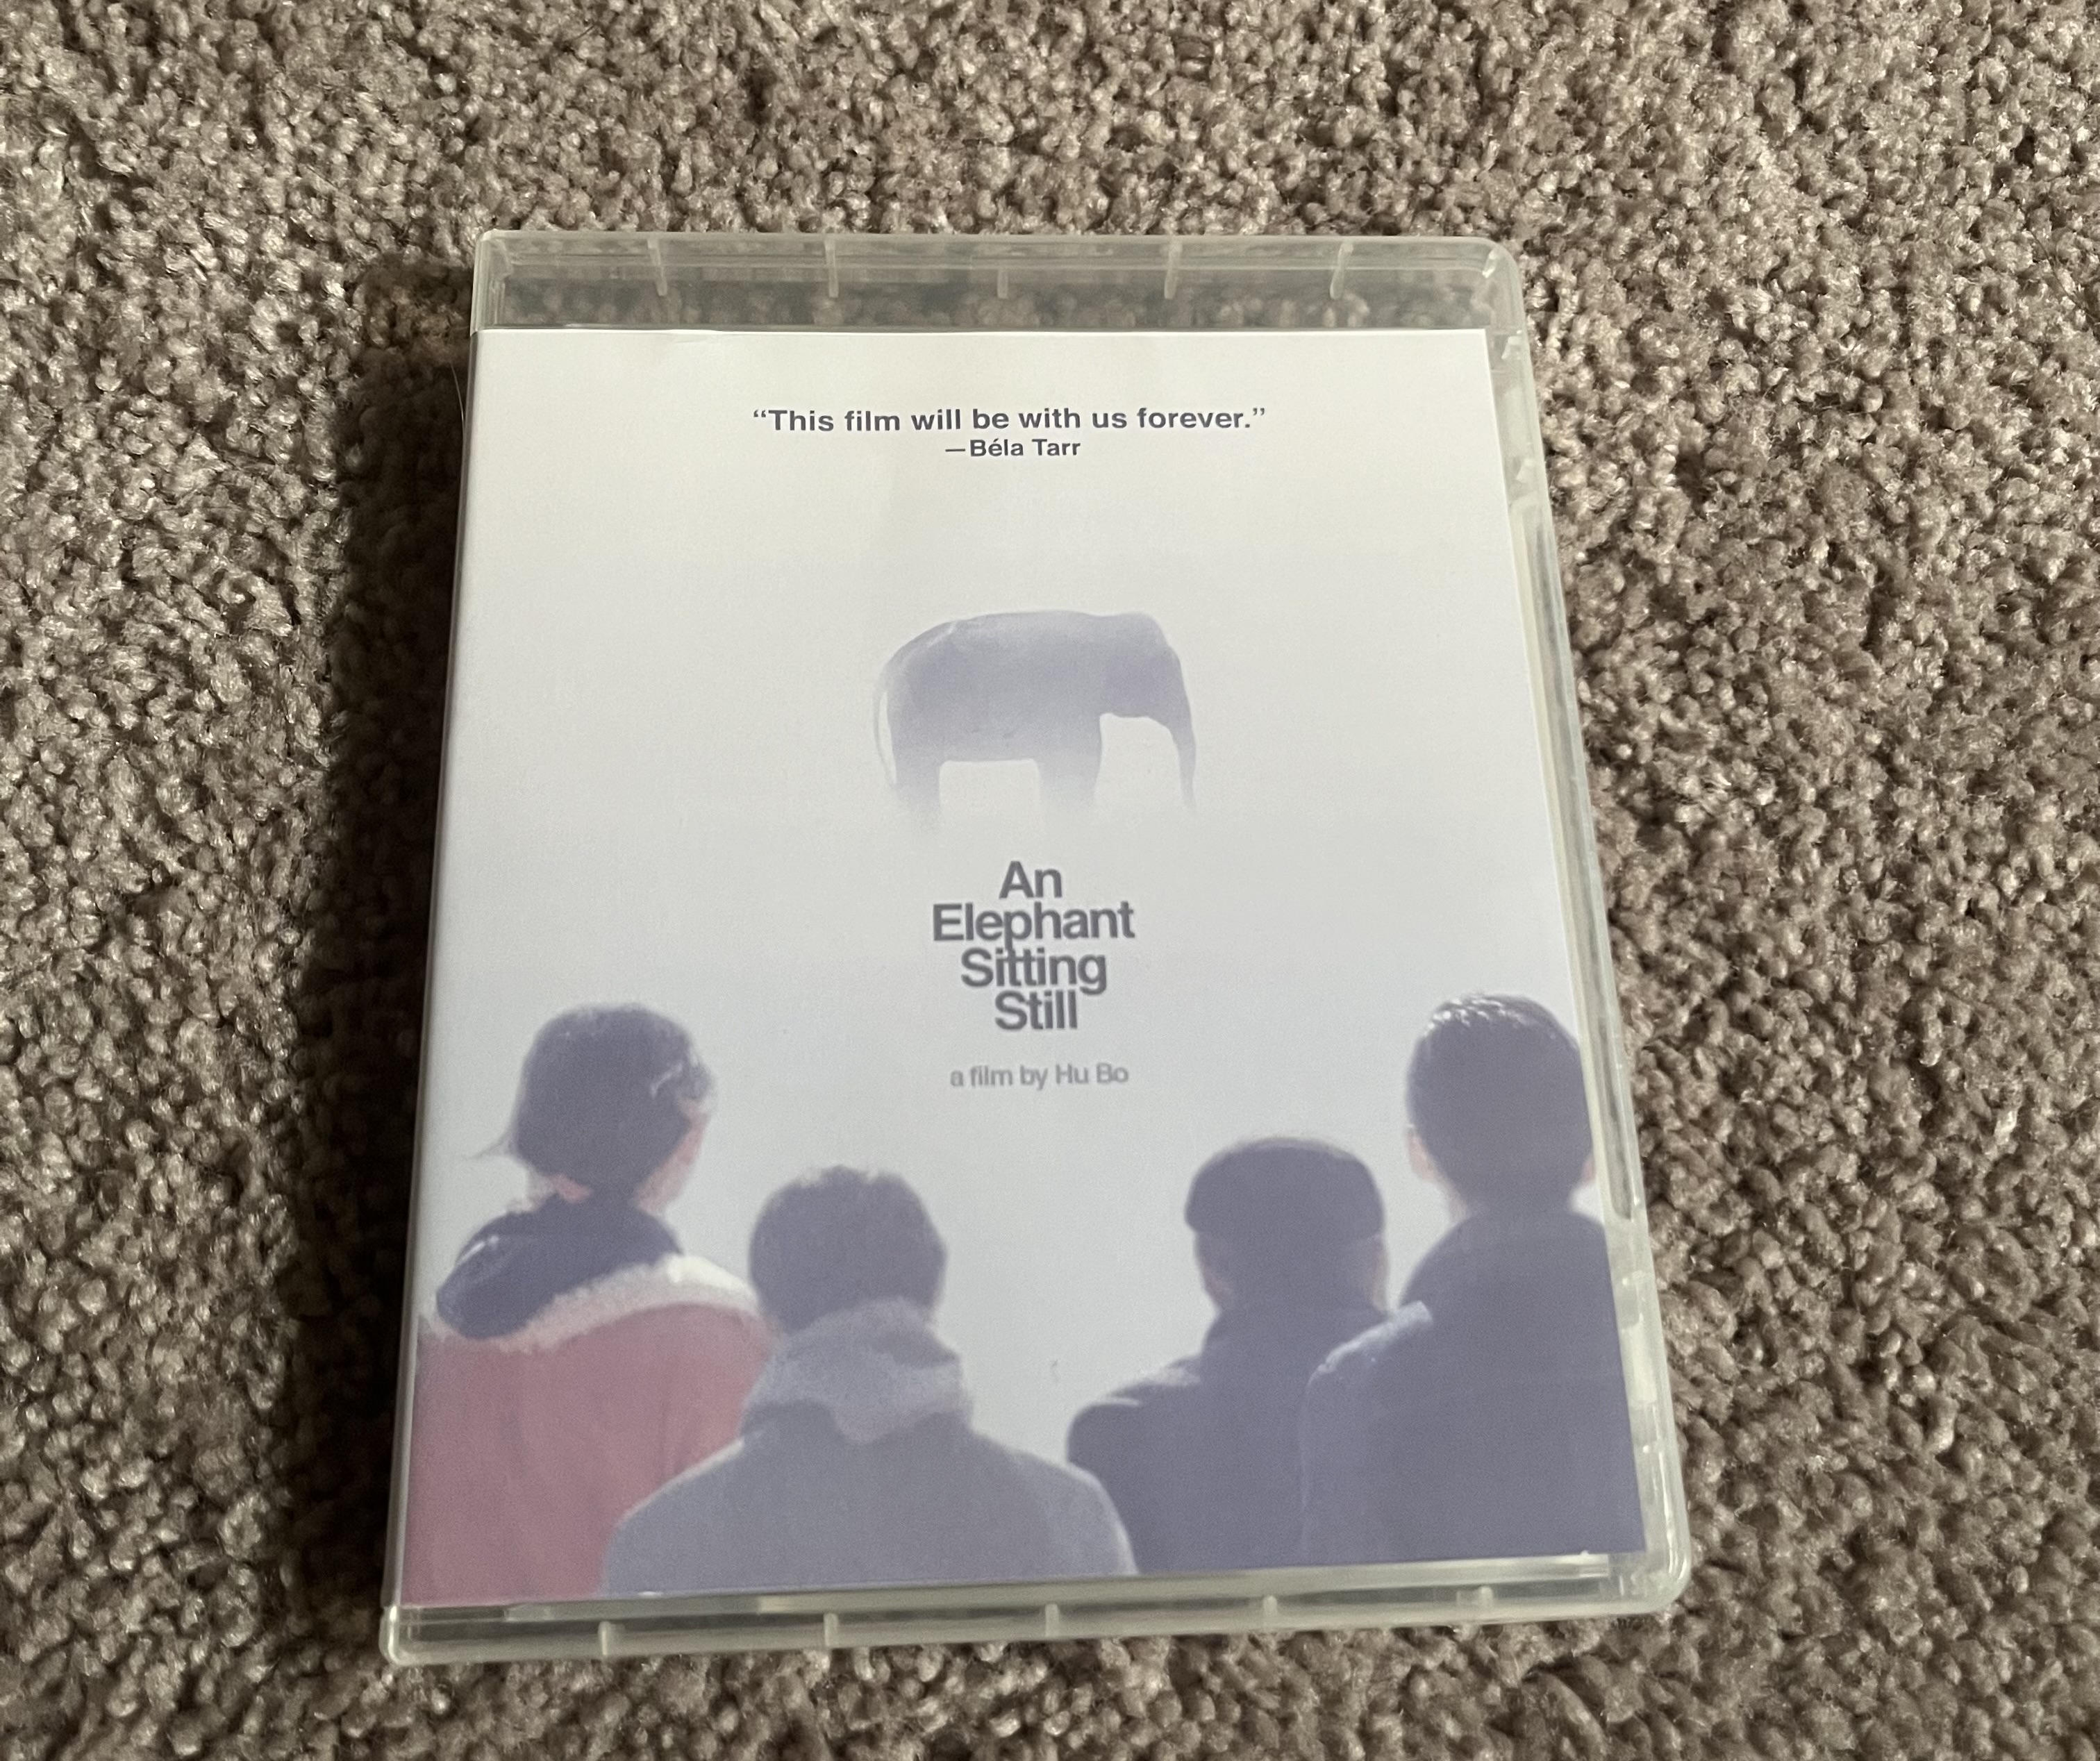 “This film will be with us forever.”
—Béla Tarr
An
Elephant
Sitting
Still
a film by Hu Bo